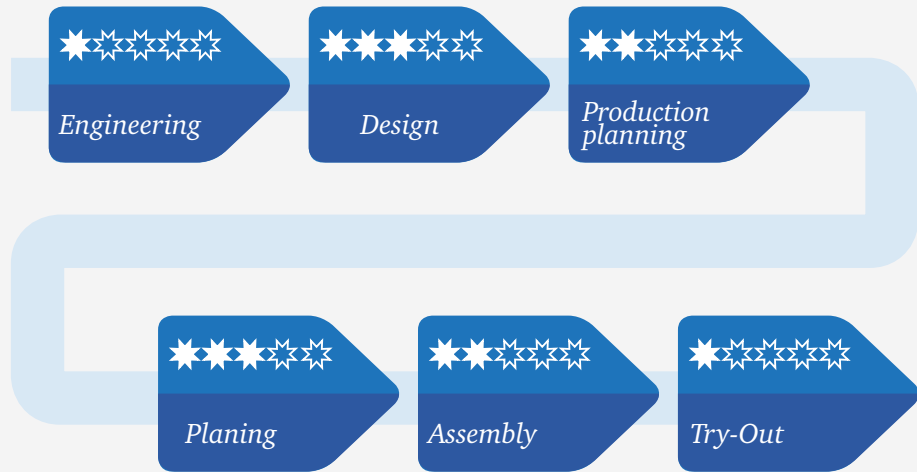 Engineering
Design
Production
planning
Planing
Assembly
Try-Out